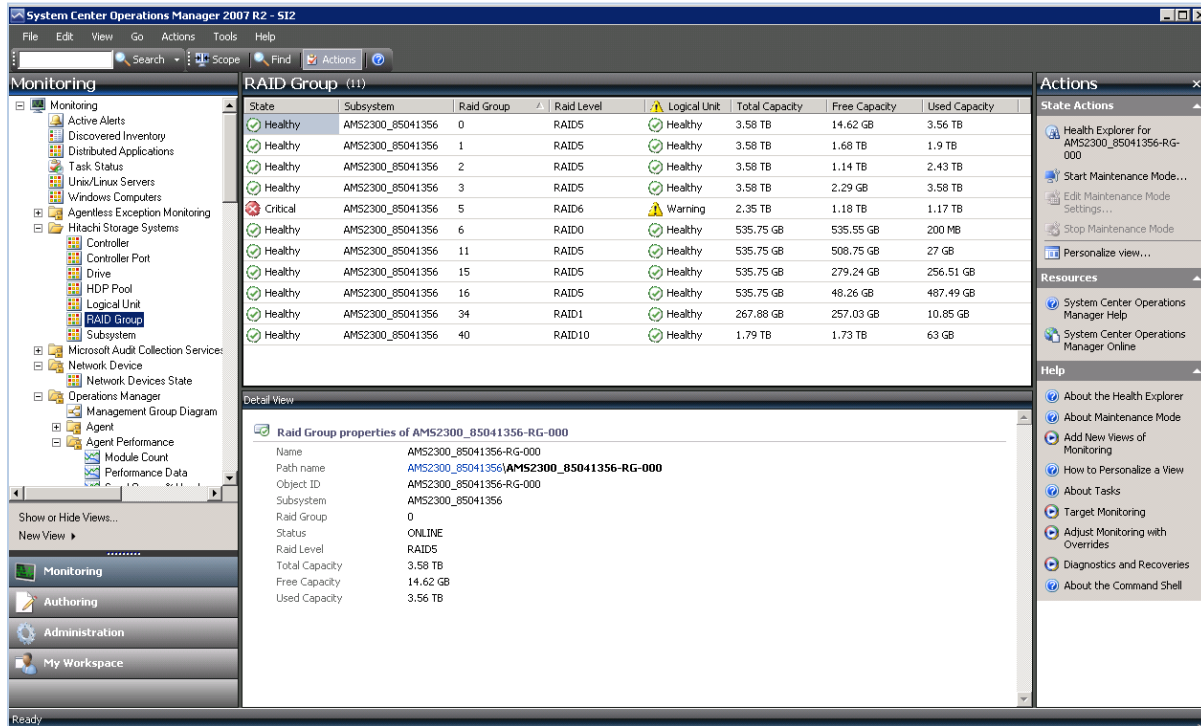 System Center Operations Manager 2007 R2 - SI2
File Edit View Go Actions Tools Help
Search Scope Find Actions
Monitoring
Monitoring
Active Alerts
Discovered Inventory
Distributed Applications
Task Status
Unix/Linux Servers
Windows Computers
Agentless Exception Monitoring
Hitachi Storage Systems
Controller
Controller Port
Drive
HDP Pool
Logical Unit
RAID Group
Subsystem
Microsoft Audit Collection Services
Network Device
Network Devices State
Operations Manager
Management Group Diagram
Agent
Agent Performance
Module Count
Performance Data
Show or Hide Views...
New View
Monitoring
Authoring
Administration
My Workspace
Ready
RAID Group (11)
State Subsystem Raid Group Raid Level Logical Unit Total Capacity Free Capacity Used Capacity
Healthy AMS2300_85041356 0 RAID5 Healthy 3.58 TB 14.62 GB 3.56 TB
Healthy AMS2300_85041356 1 RAID5 Healthy 3.58 TB 1.68 TB 1.9 TB
Healthy AMS2300_85041356 2 RAID5 Healthy 3.58 TB 1.14 TB 2.43 TB
Healthy AMS2300_85041356 3 RAID5 Healthy 3.58 TB 2.29 GB 3.58 TB
Critical AMS2300_85041356 5 RAID6 Warning 2.35 TB 1.18 TB 1.17 TB
Healthy AMS2300_85041356 6 RAID0 Healthy 535.75 GB 535.55 GB 200 MB
Healthy AMS2300_85041356 11 RAID5 Healthy 535.75 GB 508.75 GB 27 GB
Healthy AMS2300_85041356 15 RAID5 Healthy 535.75 GB 279.24 GB 256.51 GB
Healthy AMS2300_85041356 16 RAID5 Healthy 535.75 GB 48.26 GB 487.49 GB
Healthy AMS2300_85041356 34 RAID1 Healthy 267.88 GB 257.03 GB 10.85 GB
Healthy AMS2300_85041356 40 RAID10 Healthy 1.79 TB 1.73 TB 63 GB
Detail View
Raid Group properties of AMS2300_85041356-RG-000
Name AMS2300_85041356-RG-000
Path name AMS2300_85041356\AMS2300_85041356-RG-000
Object ID AMS2300_85041356-RG-000
Subsystem AMS2300_85041356
Raid Group 0
Status ONLINE
Raid Level RAID5
Total Capacity 3.58 TB
Free Capacity 14.62 GB
Used Capacity 3.56 TB
Actions
State Actions
Health Explorer for
AMS2300_85041356-RG-
000
Start Maintenance Mode...
Edit Maintenance Mode
Settings...
Stop Maintenance Mode
Personalize view...
Resources
System Center Operations
Manager Help
System Center Operations
Manager Online
Help
About the Health Explorer
About Maintenance Mode
Add New Views of
Monitoring
How to Personalize a View
About Tasks
Target Monitoring
Adjust Monitoring with
Overrides
Diagnostics and Recoveries
About the Command Shell